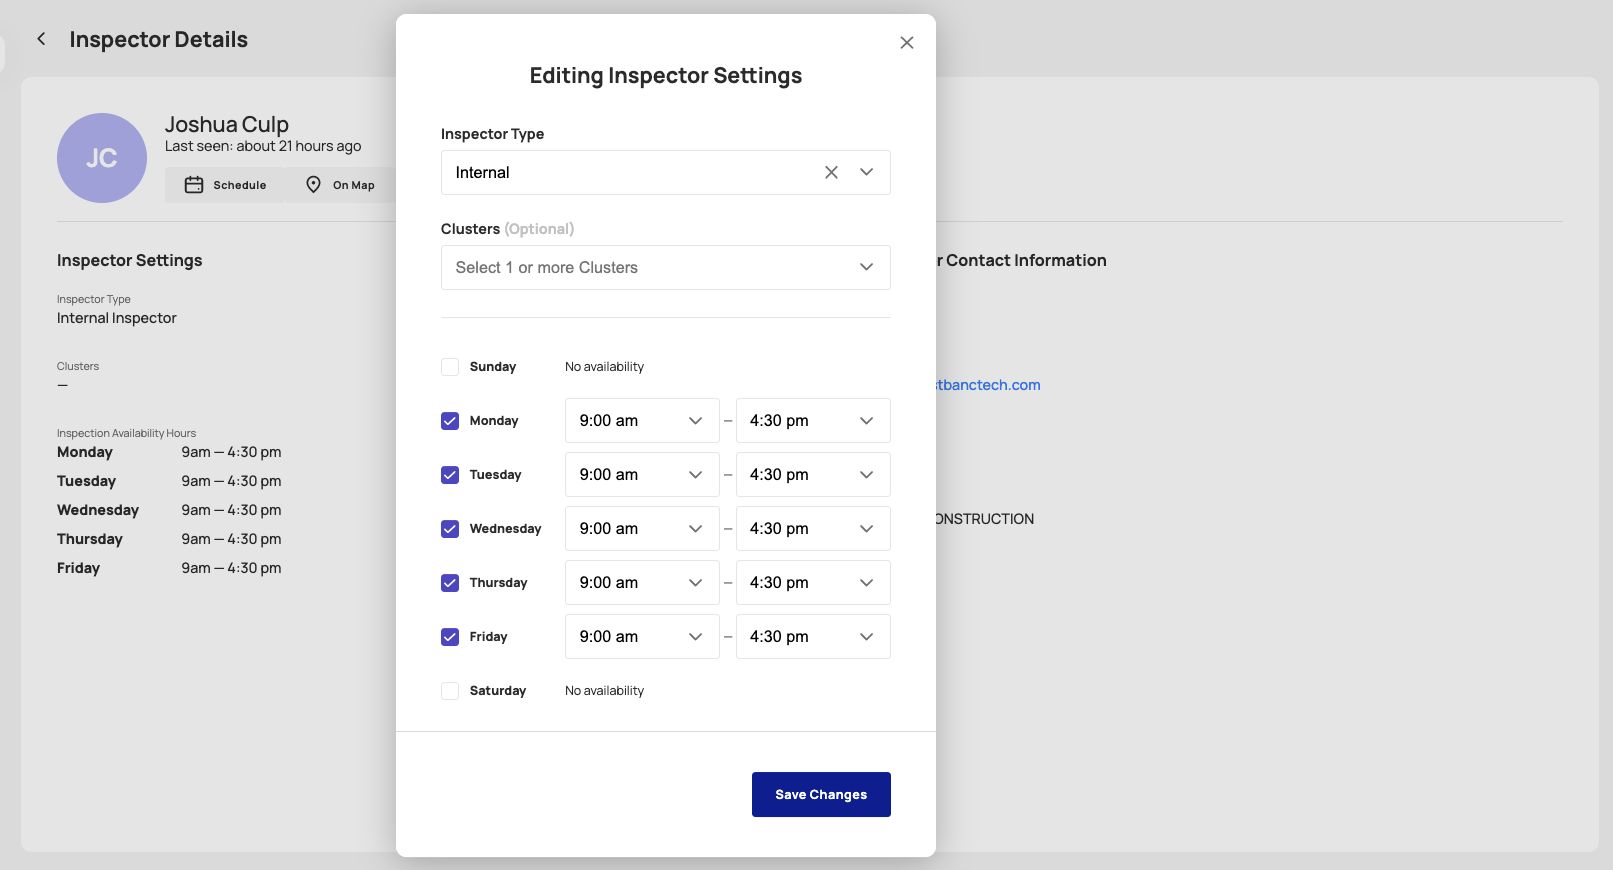 Inspector Details
JC
Joshua Culp
Last seen: about 21 hours ago
Schedule
On Map
Inspector Settings
Inspector Type
Internal Inspector
Clusters
—
Inspection Availability Hours
Monday 9am — 4:30 pm
Tuesday 9am — 4:30 pm
Wednesday 9am — 4:30 pm
Thursday 9am — 4:30 pm
Friday 9am — 4:30 pm
Editing Inspector Settings
Inspector Type
Internal
Clusters (Optional)
Select 1 or more Clusters
Sunday No availability
Monday 9:00 am – 4:30 pm
Tuesday 9:00 am – 4:30 pm
Wednesday 9:00 am – 4:30 pm
Thursday 9:00 am – 4:30 pm
Friday 9:00 am – 4:30 pm
Saturday No availability
Save Changes
r Contact Information
stbanctech.com
ONSTRUCTION